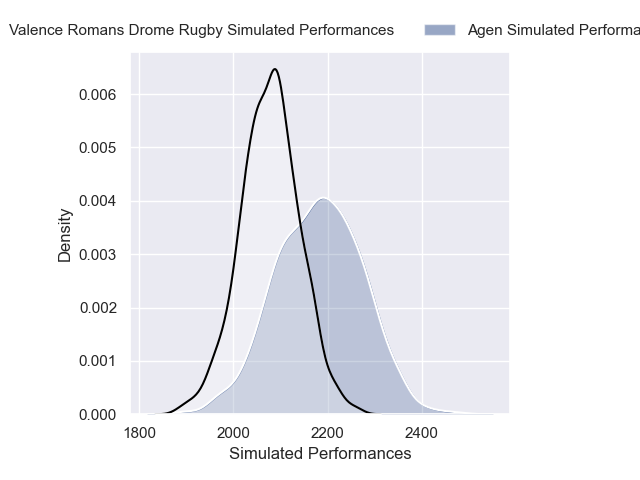 Valence Romans Drome Rugby Simulated Performances
Agen Simulated Performa
0.006
0.005
0.004
0.003
0.002
0.001
0.000
Density
1800 2000 2200 2400
Simulated Performances